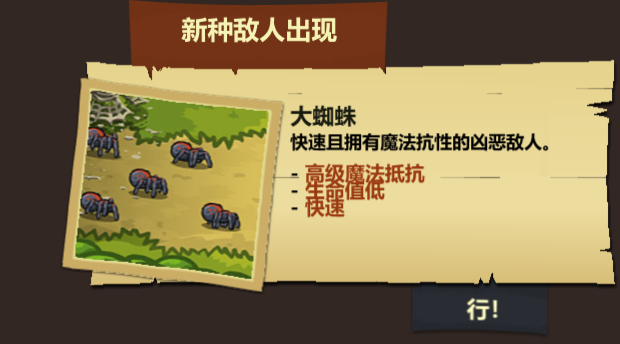 新种敌人出现
大蜘蛛
快速且拥有魔法抗性的凶恶敌人。
- 高级魔法抵抗
- 生命值低
- 快速
行!